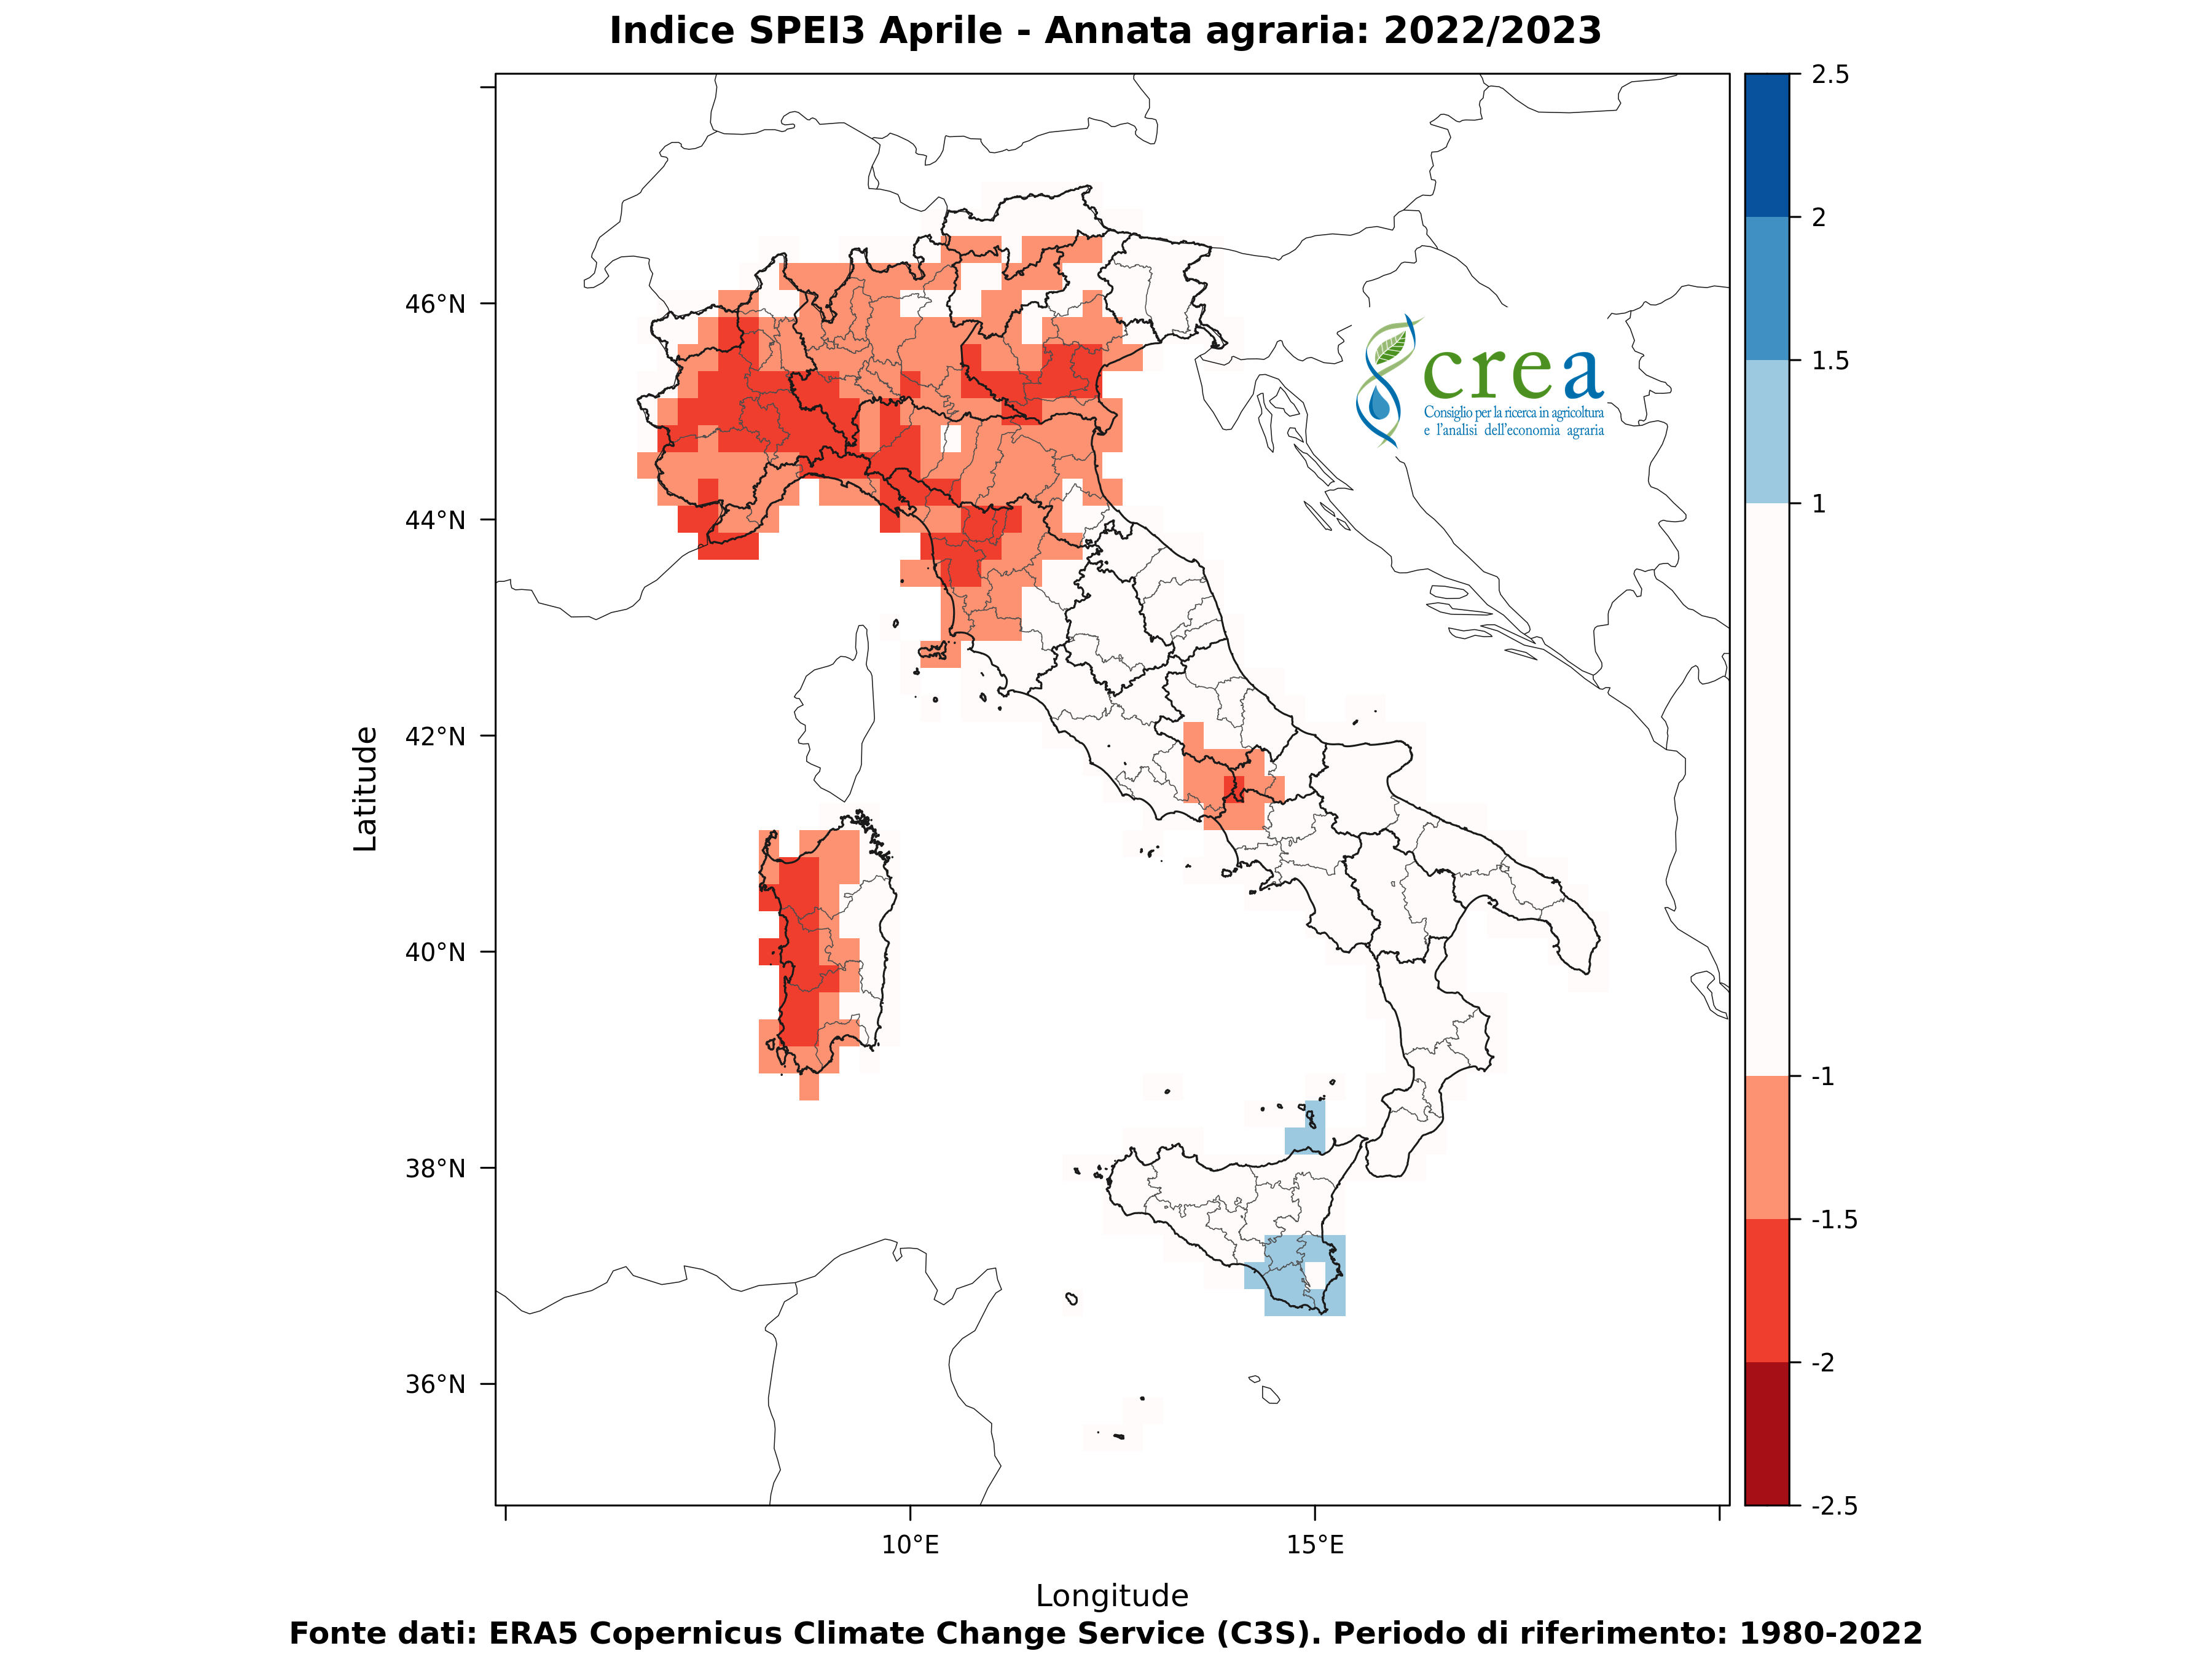 Indice SPEI3 Aprile - Annata agraria: 2022/2023
2.5
2
1.5
1
-1
-1.5
-2
-2.5
46°N
44°N
42°N
40°N
38°N
36°N
Latitude
crea
Consiglio per la ricerca in agricoltura
e l'analisi dell'economia agraria
10°E
15°E
Longitude
Fonte dati: ERA5 Copernicus Climate Change Service (C3S). Periodo di riferimento: 1980-2022